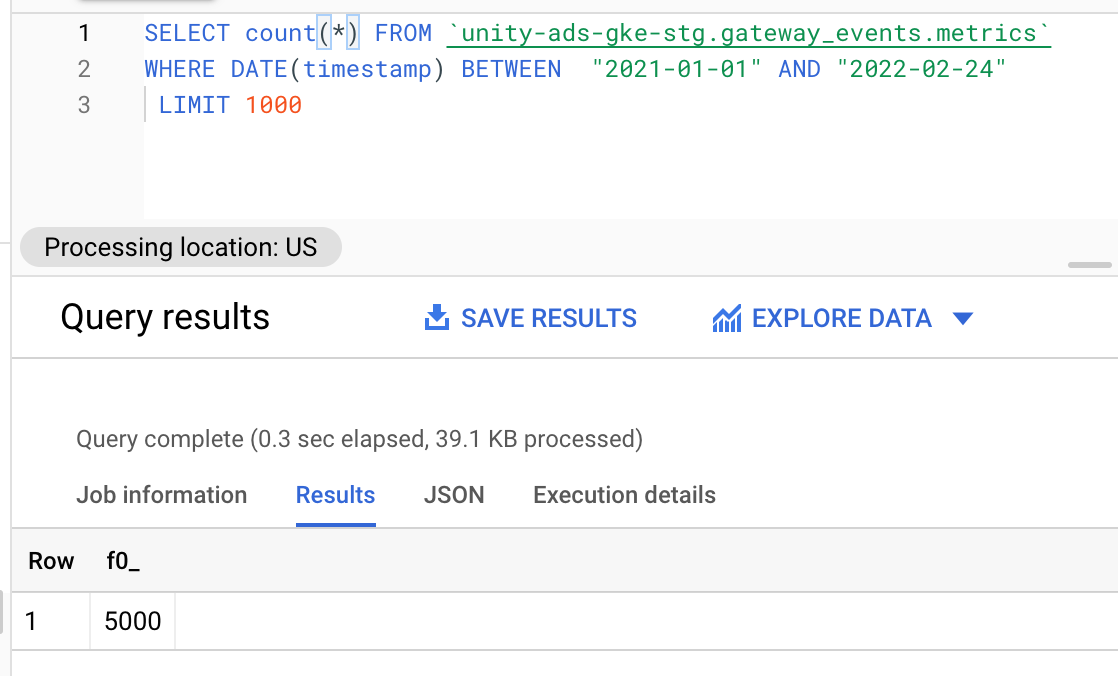 1 SELECT count(*) FROM `unity-ads-gke-stg.gateway_events.metrics`
2 WHERE DATE(timestamp) BETWEEN  "2021-01-01" AND "2022-02-24"
3  LIMIT 1000
Processing location: US
Query results SAVE RESULTS EXPLORE DATA
Query complete (0.3 sec elapsed, 39.1 KB processed)
Job information Results JSON Execution details
Row f0_
1 5000